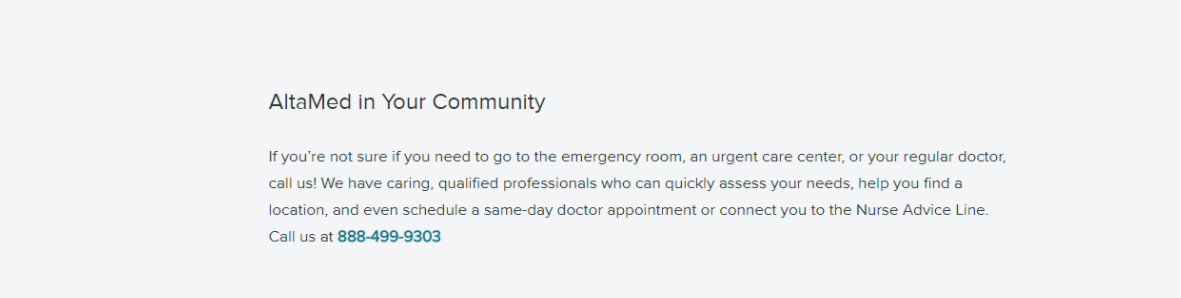 AltaMed in Your Community
If you’re not sure if you need to go to the emergency room, an urgent care center, or your regular doctor,
call us! We have caring, qualified professionals who can quickly assess your needs, help you find a
location, and even schedule a same-day doctor appointment or connect you to the Nurse Advice Line.
Call us at 888-499-9303